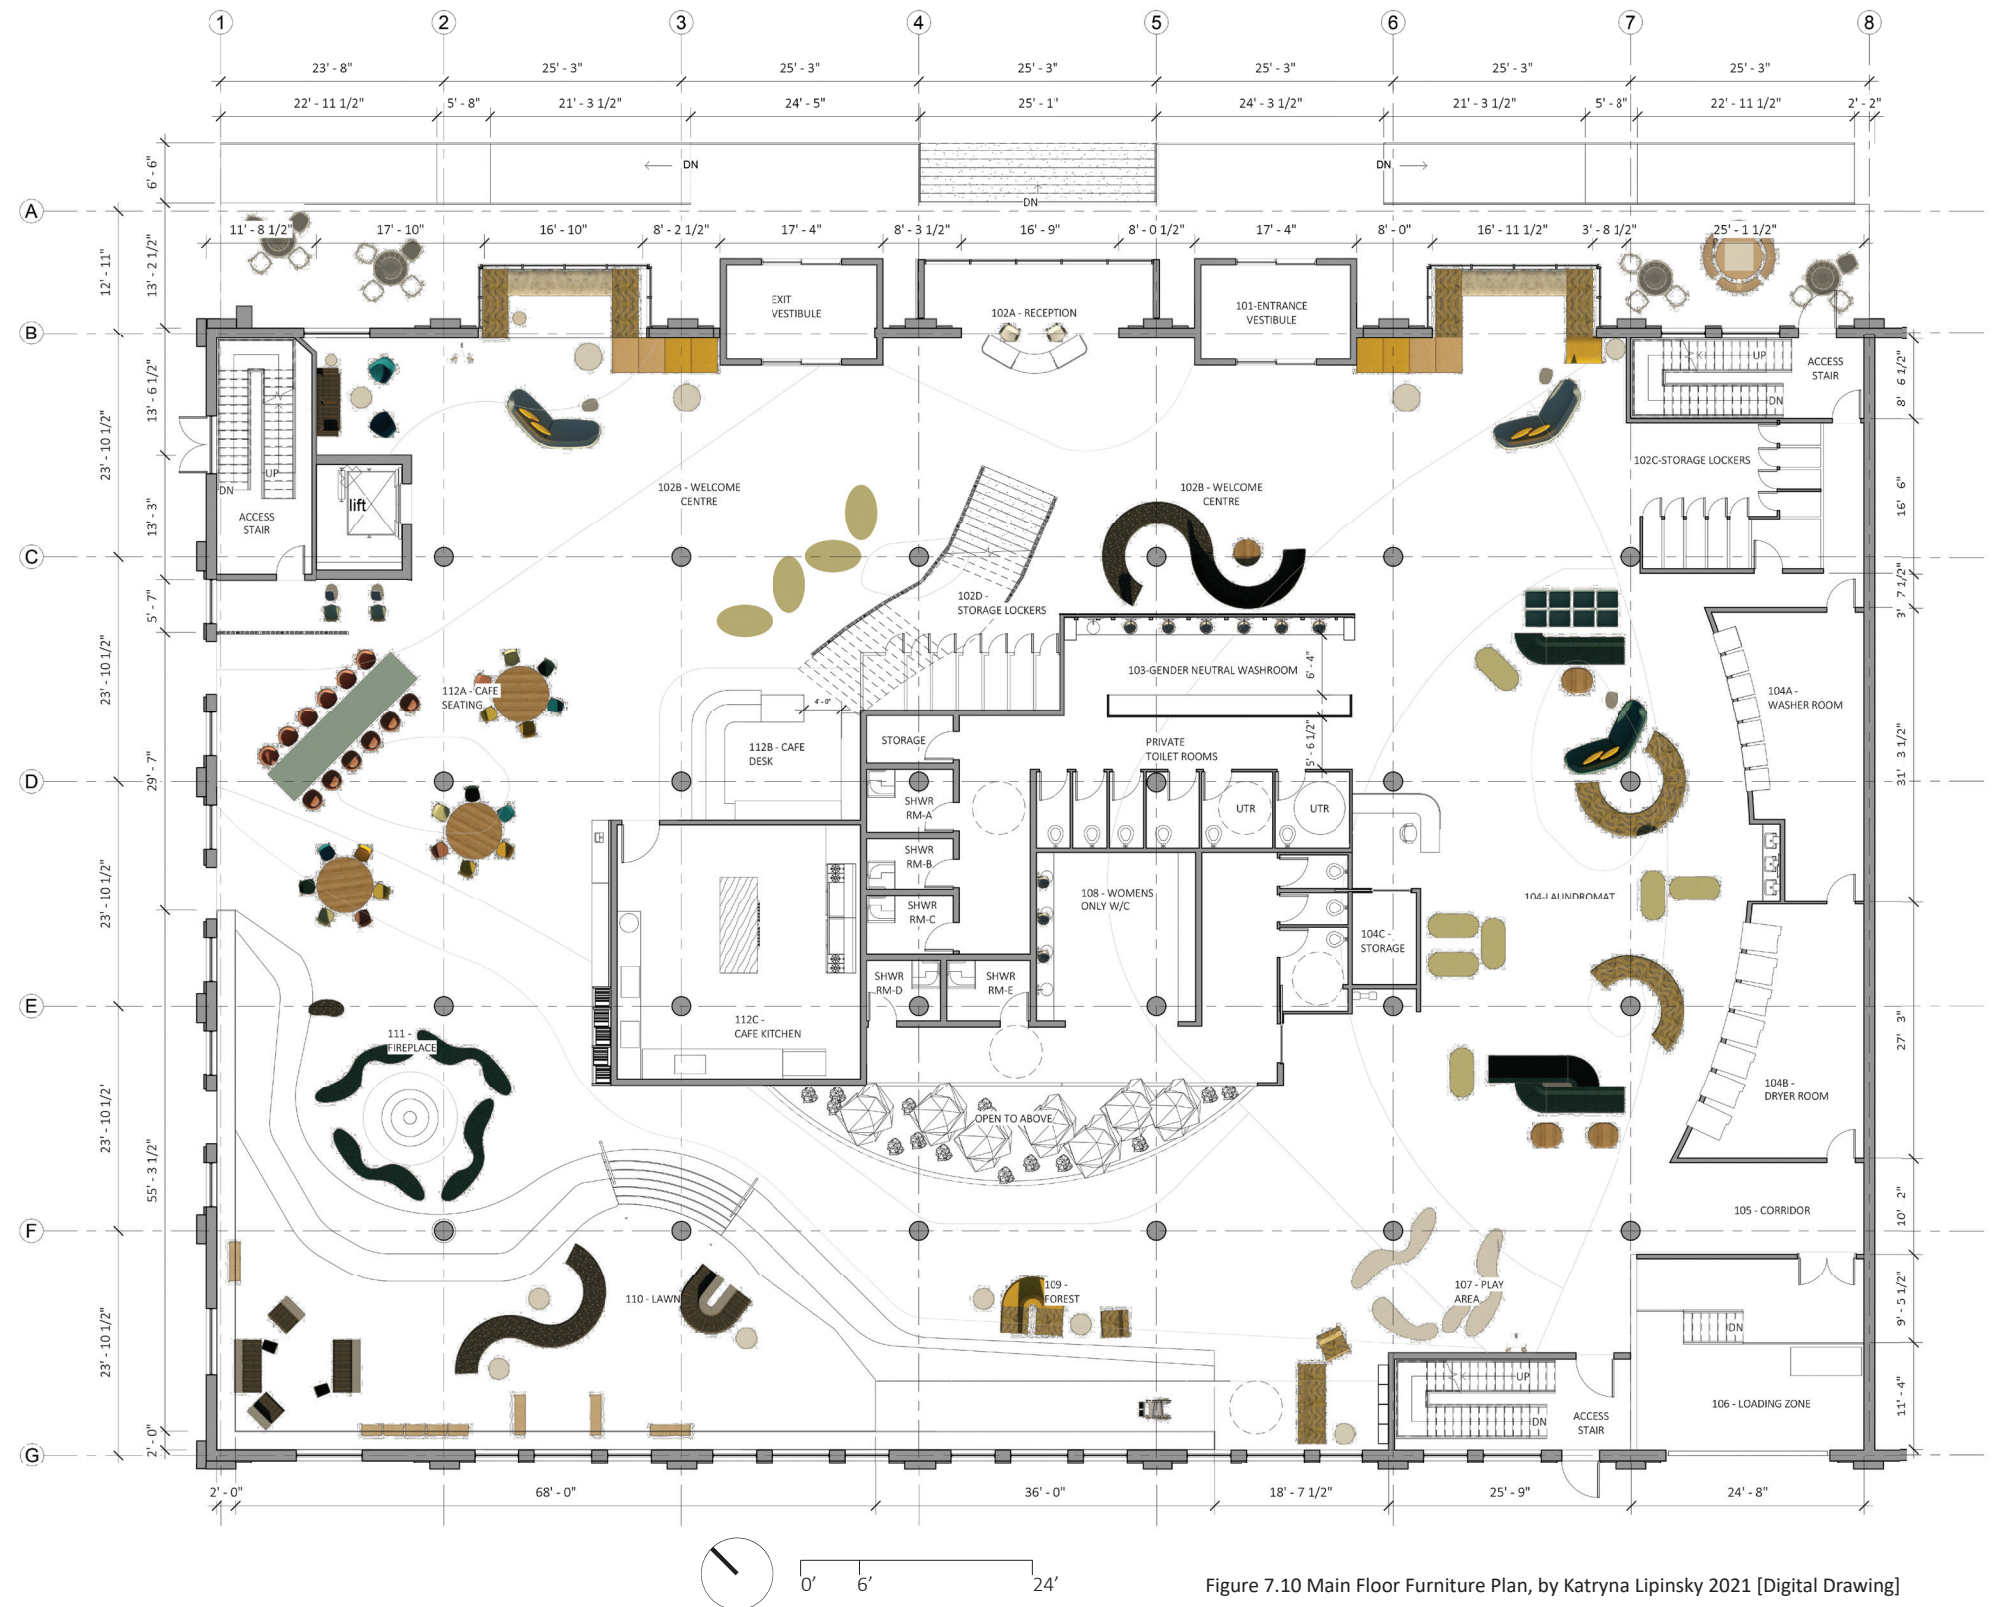 1 2 3 4 5 6 7 8
23' - 8" 25' - 3" 25' - 3" 25' - 3" 25' - 3" 25' - 3" 25' - 3"
22' - 11 1/2" 5' - 8" 21' - 3 1/2" 24' - 5" 25' - 1" 24' - 3 1/2" 21' - 3 1/2" 5' - 8" 22' - 11 1/2" 2' - 2"
6' - 6"
DN
DN
DN
A
11' - 8 1/2" 17' - 10" 16' - 10" 8' - 2 1/2" 17' - 4" 8' - 3 1/2" 16' - 9" 8' - 0 1/2" 17' - 4" 8' - 0" 16' - 11 1/2" 3' - 8 1/2" 25' - 1 1/2"
12' - 11"
13' - 2 1/2"
EXIT
VESTIBULE
102A - RECEPTION
101-ENTRANCE
VESTIBULE
B
UP
DN
ACCESS
STAIR
8' 6 1/2"
13' - 6 1/2"
23' - 10 1/2"
13' - 3"
UP
DN
ACCESS
STAIR
lift
102B - WELCOME
CENTRE
102B - WELCOME
CENTRE
102C-STORAGE LOCKERS
16' 6"
C
5' - 7"
102D -
STORAGE LOCKERS
3' 7 1/2"
23' - 10 1/2"
29' - 7"
112A - CAFE
SEATING
4' - 0"
112B - CAFE
DESK
STORAGE
103-GENDER NEUTRAL WASHROOM
6' - 4"
PRIVATE
TOILET ROOMS
5' - 6 1/2"
104A -
WASHER ROOM
31' 3 1/2"
D
SHWR
RM-A
UTR
UTR
SHWR
RM-B
SHWR
RM-C
108 - WOMENS
ONLY W/C
104-LAUNDROMAT
104C -
STORAGE
23' - 10 1/2"
SHWR
RM-D
SHWR
RM-E
E
112C -
CAFE KITCHEN
111 -
FIREPLACE
27' 3"
104B -
DRYER ROOM
23' - 10 1/2'
55' - 3 1/2"
OPEN TO ABOVE
F
105 - CORRIDOR
10' 2"
110 - LAWN
109 -
FOREST
107 - PLAY
AREA
9' - 5 1/2"
DN
23' - 10 1/2"
UP
DN
ACCESS
STAIR
106 - LOADING ZONE
11' - 4"
2' - 0"
G
2' - 0" 68' - 0" 36' - 0" 18' - 7 1/2" 25' - 9" 24' - 8"
0' 6' 24'
Figure 7.10 Main Floor Furniture Plan, by Katryna Lipinsky 2021 [Digital Drawing]